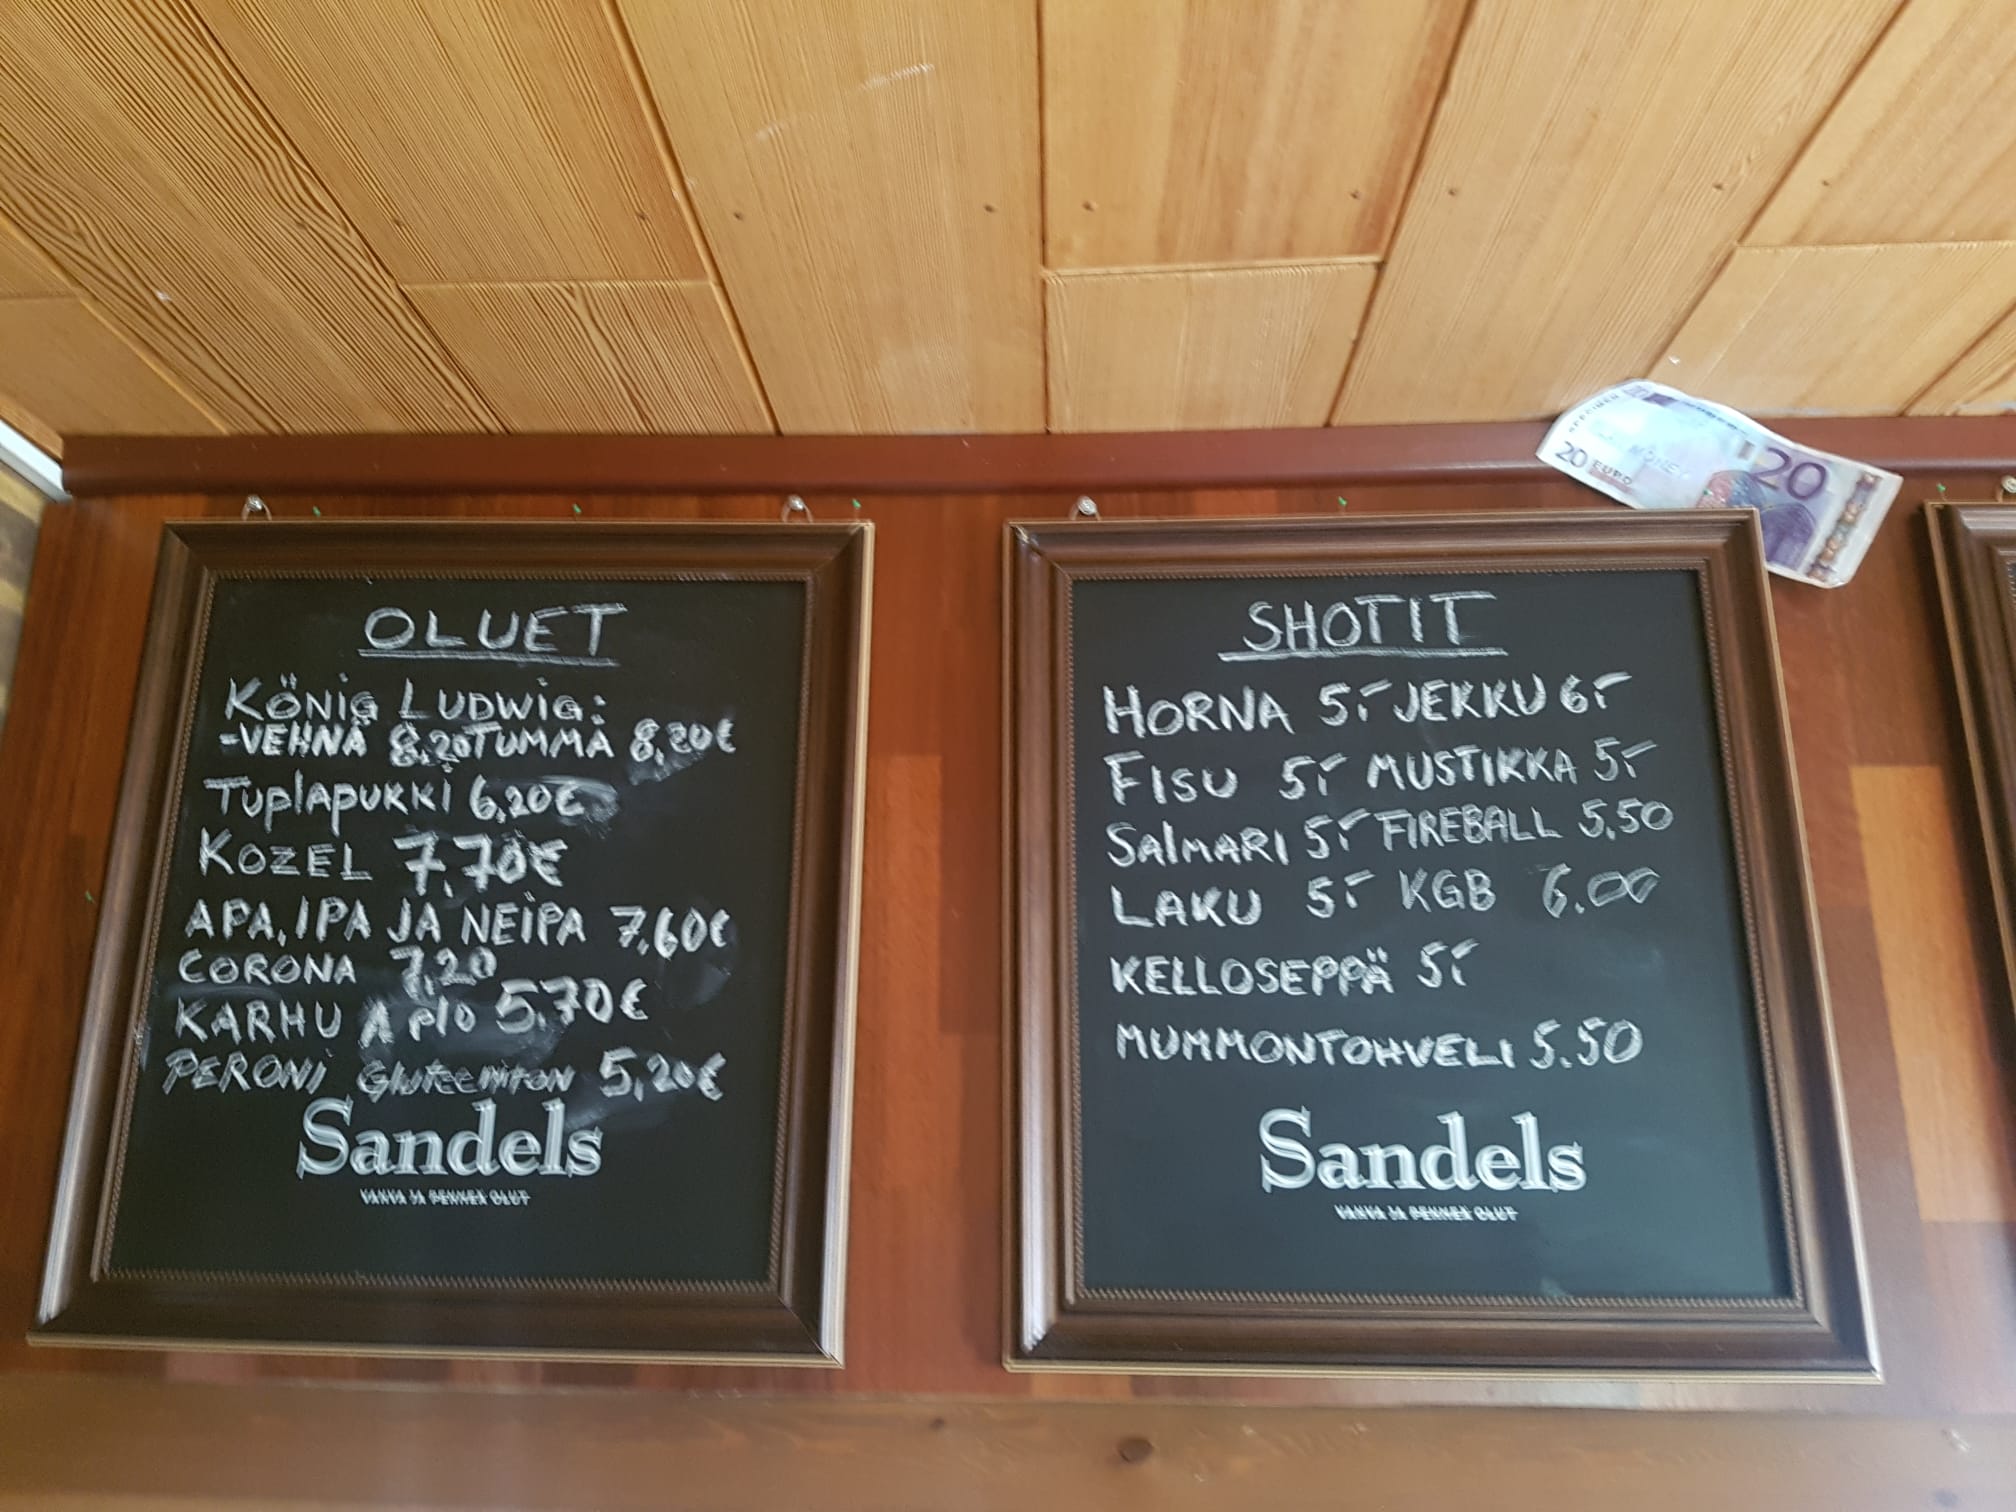 OLUET
KÖNIG LUDWIG:
-VEHNÄ 8,20 TUMMA 8,20€
Tuplapukki 6,20€
KOZEL 7,70€
APA, IPA JA NEIPA 7,60€
CORONA 7,20
KARHU A plo 5.70€
PERONI Gluteeniton 5,20€
Sandels
VAHVA JA PEHMEÄ OLUT
SHOTIT
HORNA 5,- JEKKU 6,-
FISU 5,- MUSTIKKA 5,-
SAlMARI 5,- FIREBALL 5.50
LAKU 5,- KGB 6.00
KELLOSEPPÄ 5,-
MUMMONTOHVELI 5.50
Sandels
VAHVA JA PEHMEÄ OLUT
20 EURO
20